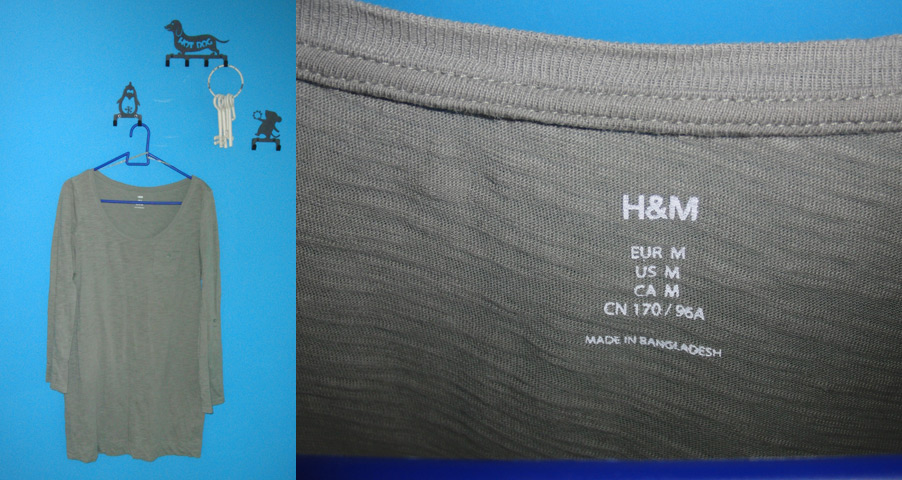 HOT DOG
H&M
EUR M
US M
CA M
CN 170 / 96A
MADE IN BANGLADESH